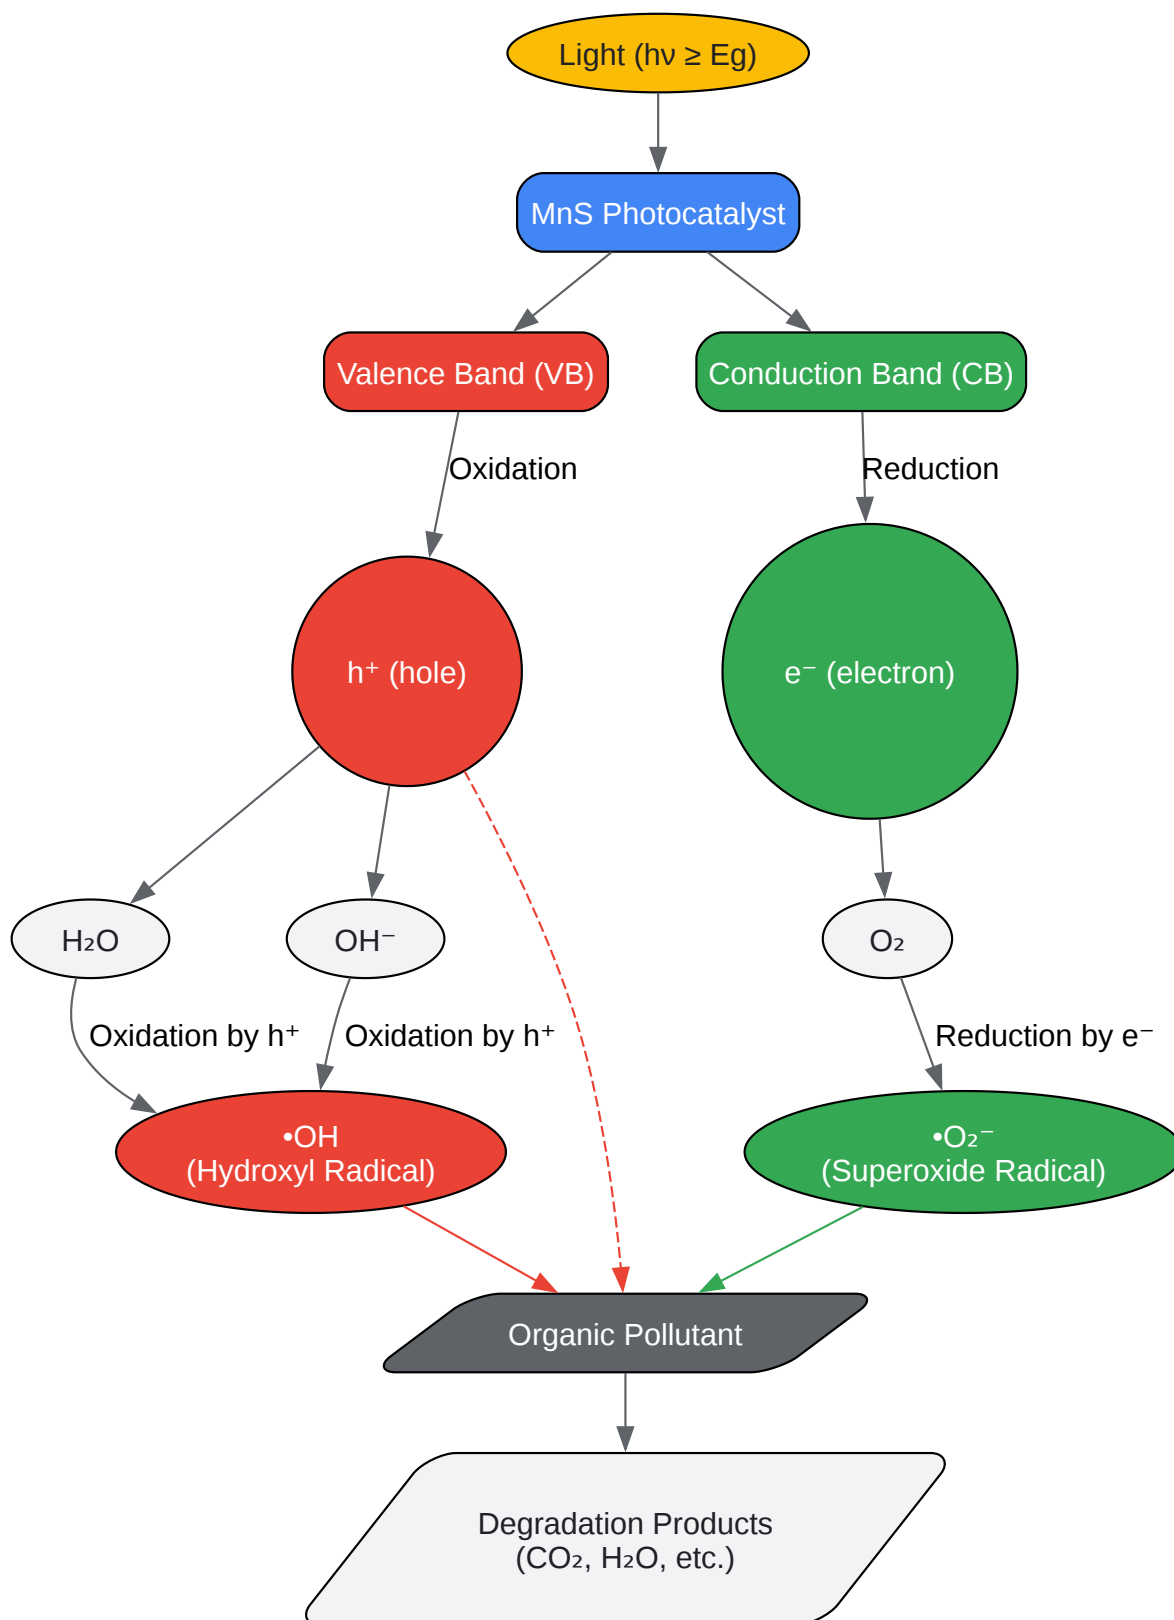 Light (hν ≥ Eg)
MnS Photocatalyst
Valence Band (VB)
Conduction Band (CB)
Oxidation
Reduction
h⁺ (hole)
e⁻ (electron)
H₂O
OH⁻
O₂
Oxidation by h⁺
Oxidation by h⁺
Reduction by e⁻
•OH
(Hydroxyl Radical)
•O₂⁻
(Superoxide Radical)
Organic Pollutant
Degradation Products
(CO₂, H₂O, etc.)